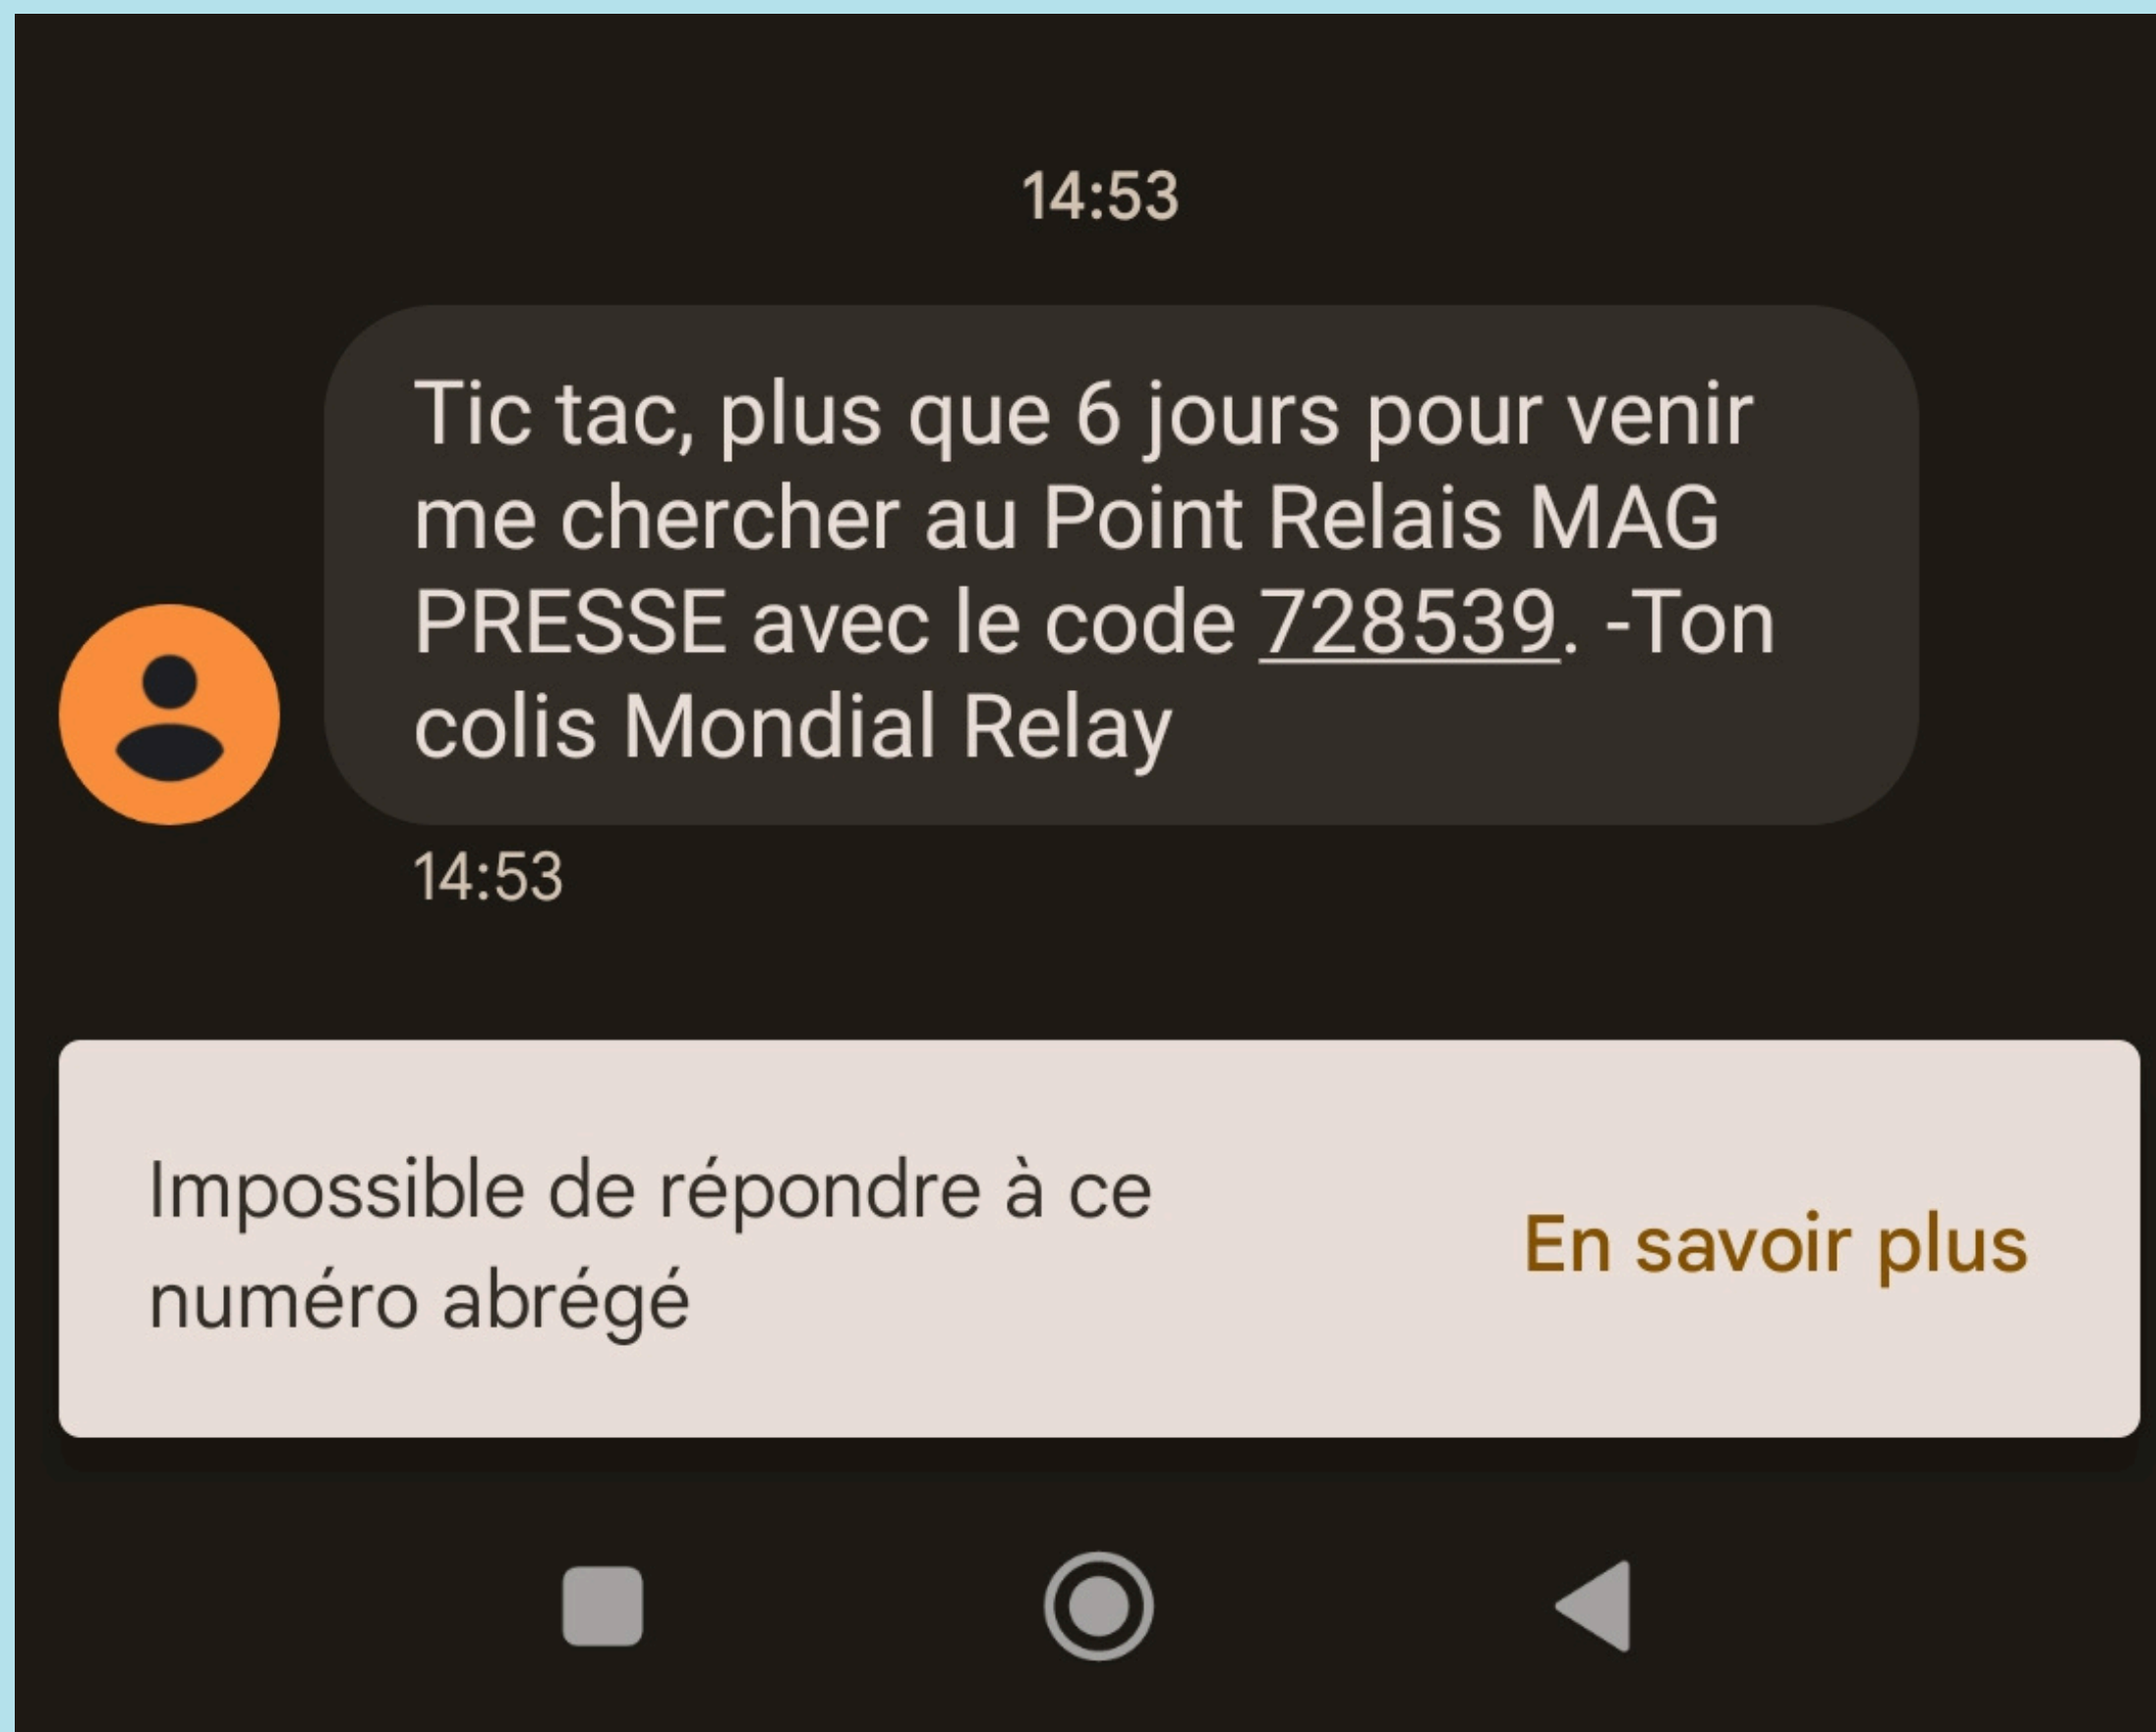 14:53
Tic tac, plus que 6 jours pour venir
me chercher au Point Relais MAG
PRESSE avec le code 728539. -Ton
colis Mondial Relay
14:53
Impossible de répondre à ce
numéro abrégé
En savoir plus